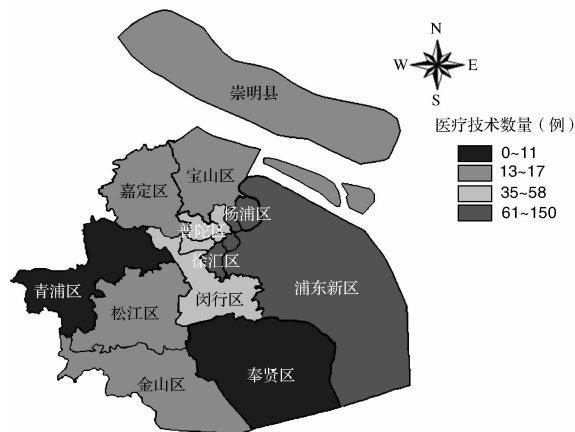 N
W E
S
崇明县
医疗技术数量（例）
0~11
13~17
35~58
61~150
宝山区
嘉定区
杨浦区
普陀区
徐汇区
青浦区
浦东新区
闵行区
松江区
奉贤区
金山区